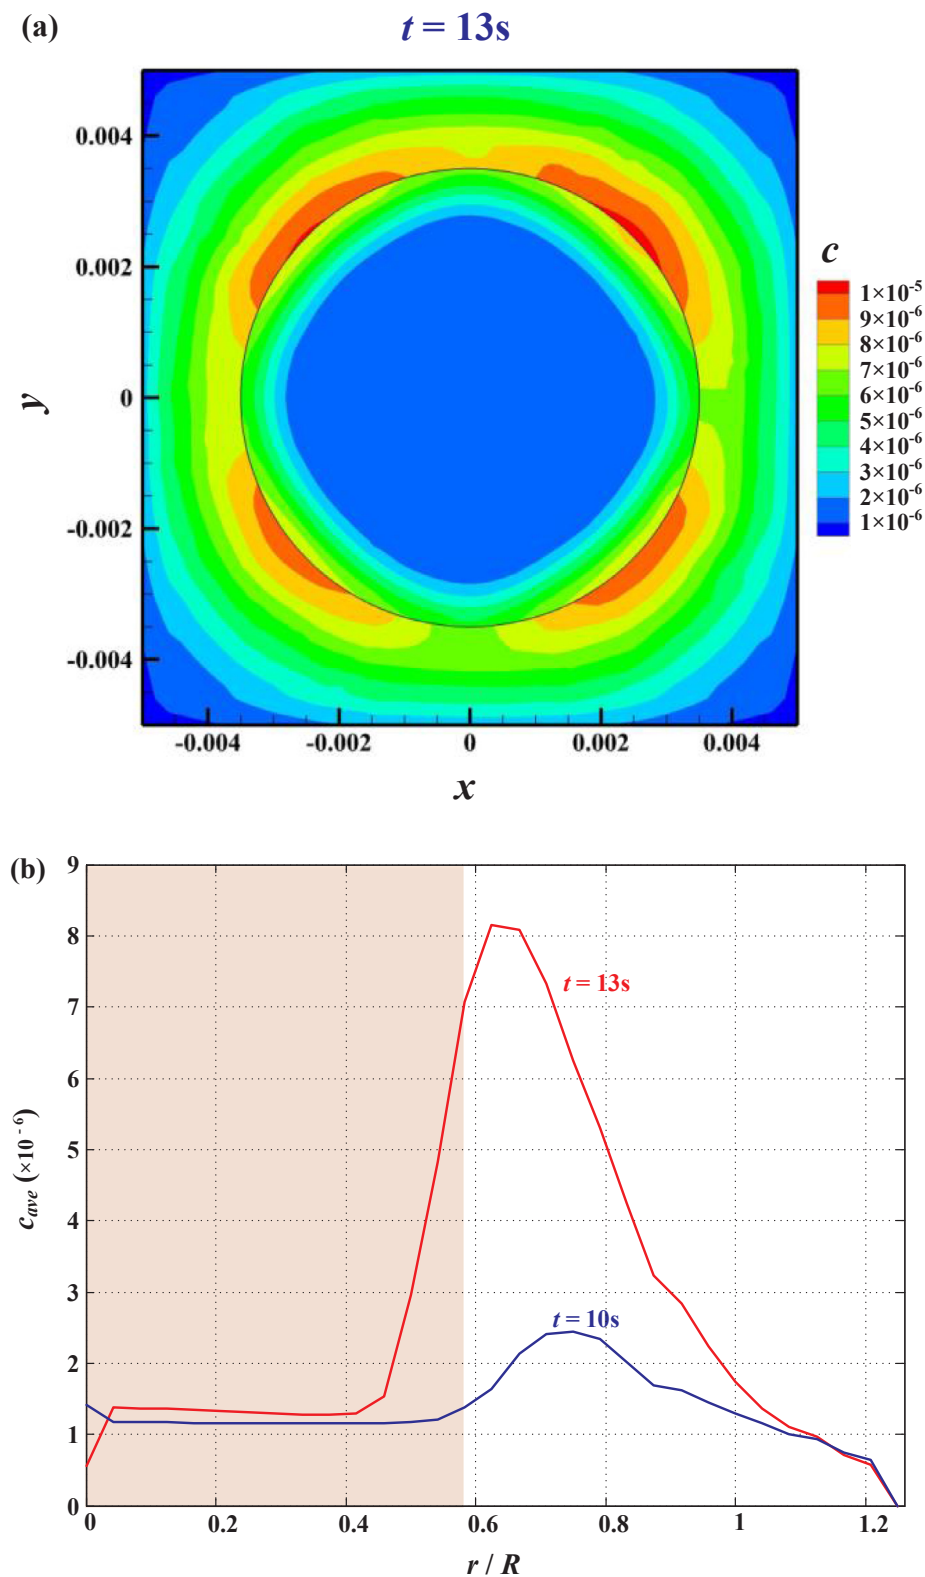 (a)
t = 13s
0.004
0.002
0
-0.002
-0.004
y
-0.004 -0.002 0 0.002 0.004
x
c
1×10⁻⁵
9×10⁻⁶
8×10⁻⁶
7×10⁻⁶
6×10⁻⁶
5×10⁻⁶
4×10⁻⁶
3×10⁻⁶
2×10⁻⁶
1×10⁻⁶
(b)
9
8
7
6
5
4
3
2
1
0
c_ave (×10⁻⁶)
t = 13s
t = 10s
0 0.2 0.4 0.6 0.8 1 1.2
r / R